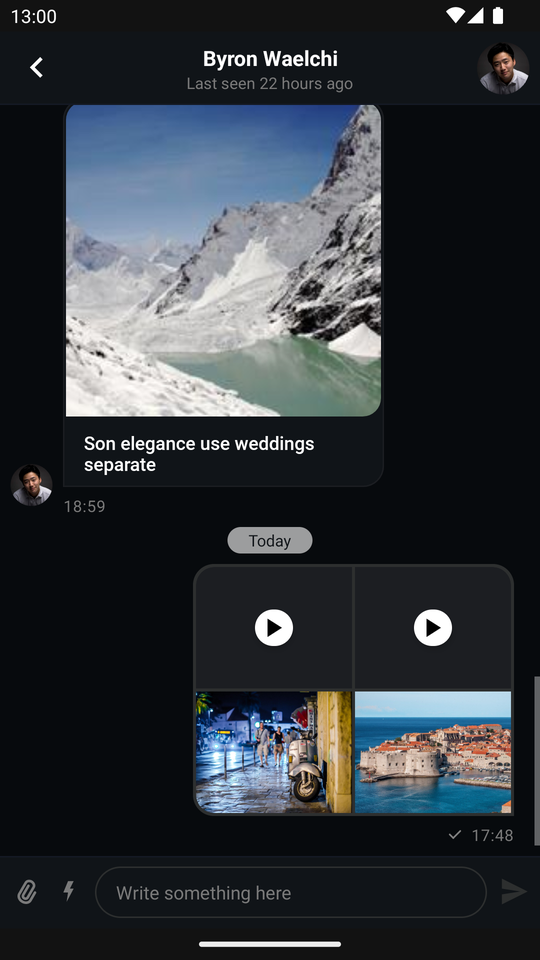 13:00
Byron Waelchi
Last seen 22 hours ago
Son elegance use weddings
separate
18:59
Today
17:48
Write something here